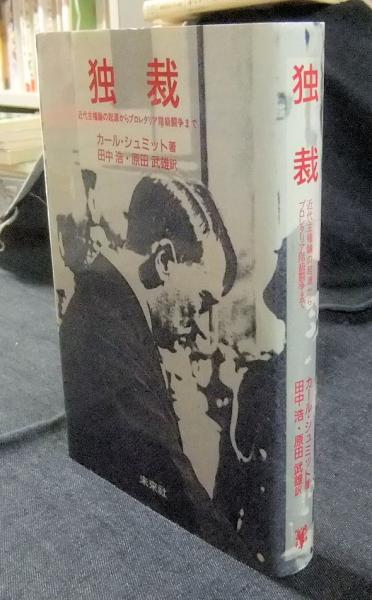 独裁
近代主権論の起源からプロレタリア階級闘争まで
カール・シュミット著
田中 浩・原田 武雄訳
未来社
独裁
近代主権論の起源から
プロレタリア階級闘争まで
カール・シュミット著
田中 浩・原田 武雄訳